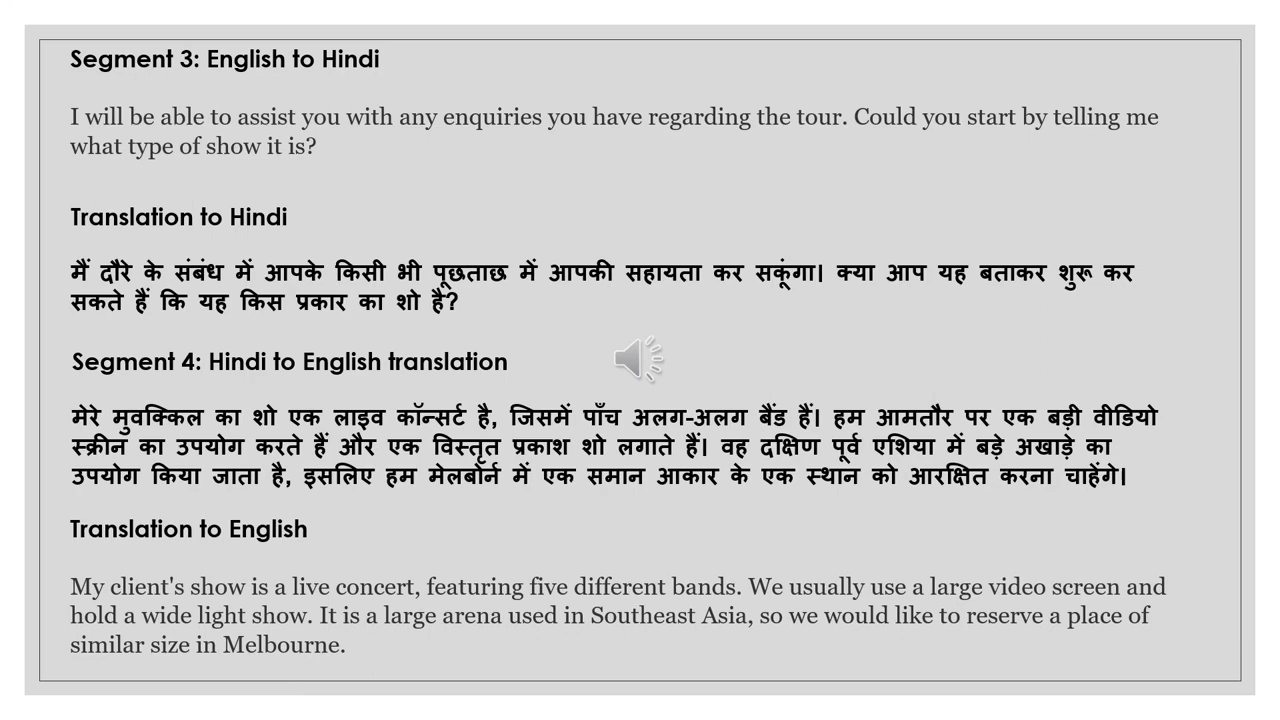 Segment 3: English to Hindi
I will be able to assist you with any enquiries you have regarding the tour. Could you start by telling me
what type of show it is?
Translation to Hindi
मैं दौरे के संबंध में आपके किसी भी पूछताछ में आपकी सहायता कर सकूंगा। क्या आप यह बताकर शुरू कर
सकते हैं कि यह किस प्रकार का शो है?
Segment 4: Hindi to English translation
मेरे मुवक्किल का शो एक लाइव कॉन्सर्ट है, जिसमें पाँच अलग-अलग बैंड हैं। हम आमतौर पर एक बड़ी वीडियो
स्क्रीन का उपयोग करते हैं और एक विस्तृत प्रकाश शो लगाते हैं। वह दक्षिण पूर्व एशिया में बड़े अखाड़े का
उपयोग किया जाता है, इसलिए हम मेलबोर्न में एक समान आकार के एक स्थान को आरक्षित करना चाहेंगे।
Translation to English
My client's show is a live concert, featuring five different bands. We usually use a large video screen and
hold a wide light show. It is a large arena used in Southeast Asia, so we would like to reserve a place of
similar size in Melbourne.